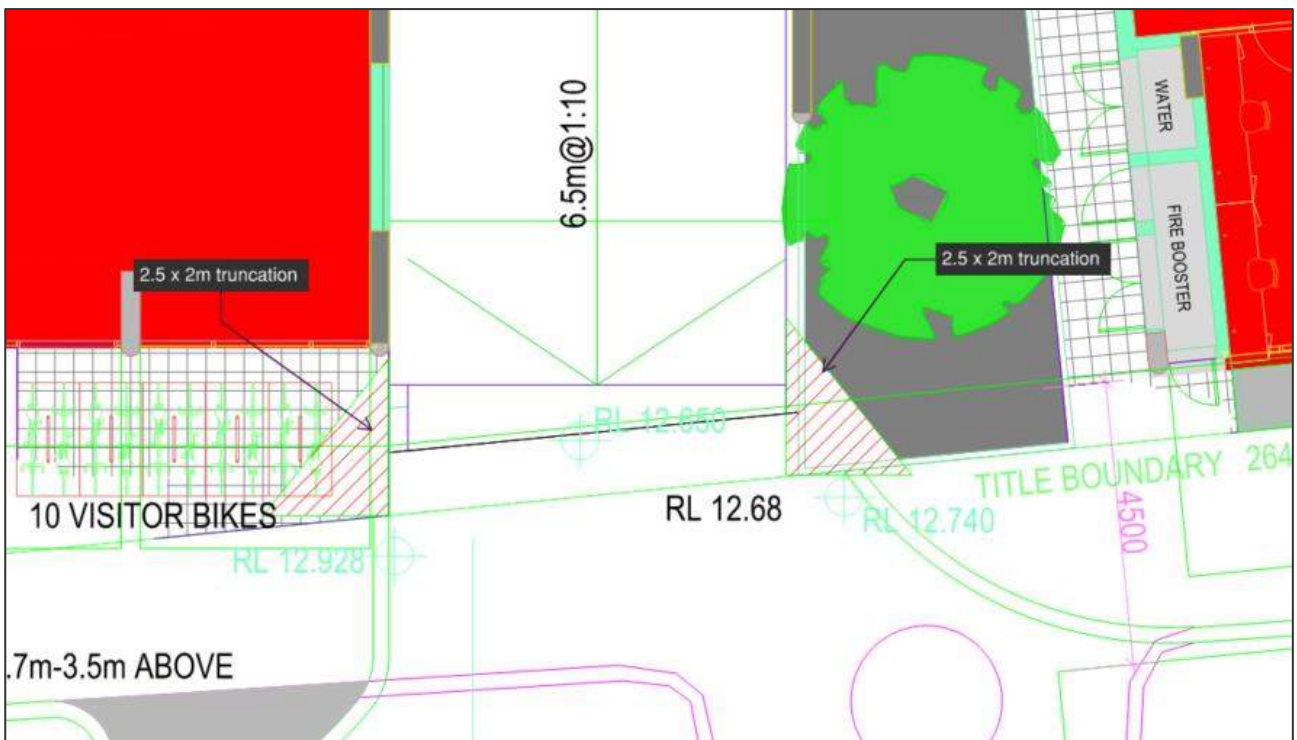 6.5m@1:10
WATER
FIRE BOOSTER
2.5 x 2m truncation
2.5 x 2m truncation
RL 12.650
10 VISITOR BIKES
RL 12.68
TITLE BOUNDARY 264
4500
RL 12.928
RL 12.740
.7m-3.5m ABOVE